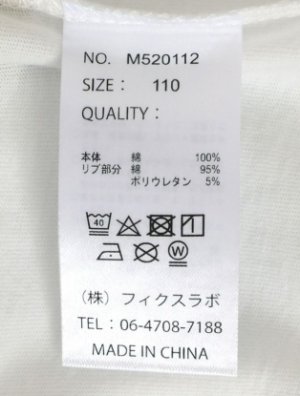 NO. M520112
SIZE： 110
QUALITY：
本体 綿 100%
リブ部分 綿 95%
ポリウレタン 5%
40
W
（株）フィクスラボ
TEL：06-4708-7188
MADE IN CHINA